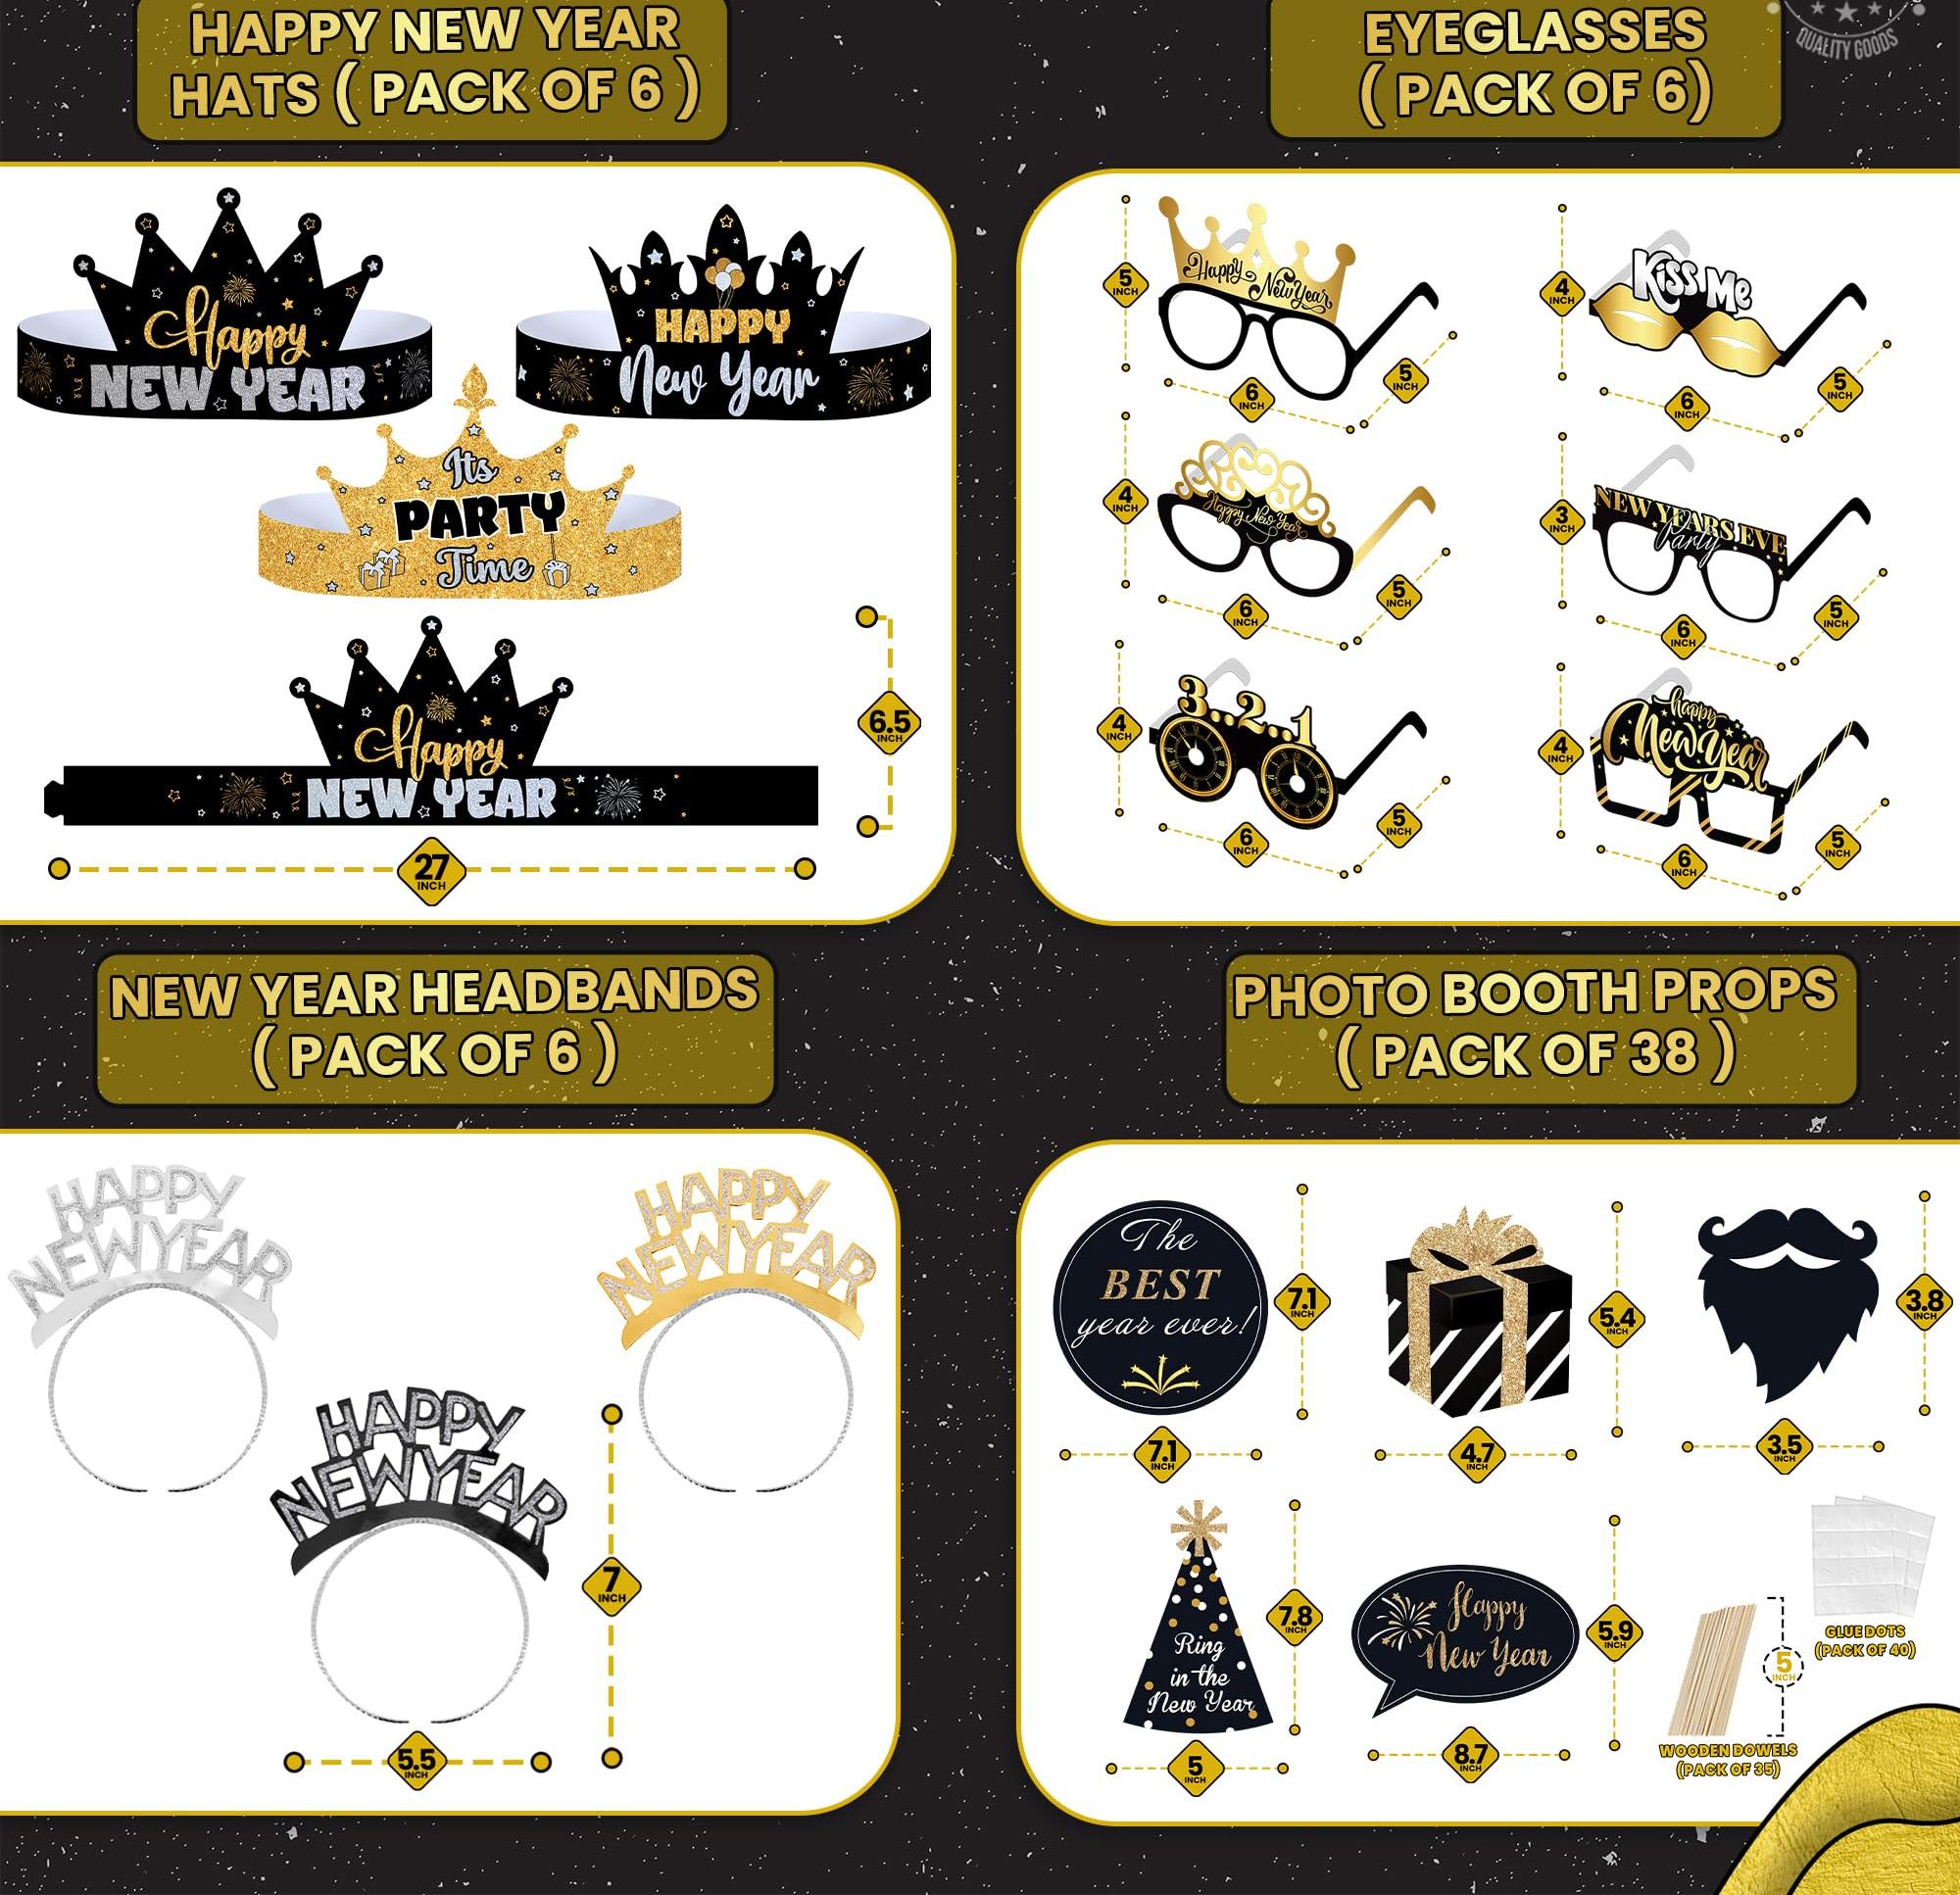 HAPPY NEW YEAR
HATS ( PACK OF 6 )
EYEGLASSES
( PACK OF 6)
QUALITY GOODS
Happy
NEW YEAR
HAPPY
New Year
Its
PARTY
Time
Happy
NEW YEAR
6.5
INCH
27
INCH
Happy New Year
5
INCH
6
INCH
5
INCH
Kiss Me
4
INCH
6
INCH
5
INCH
Happy New Year
4
INCH
6
INCH
5
INCH
NEW YEARS EVE
Party
3
INCH
6
INCH
5
INCH
3...2...1
4
INCH
6
INCH
5
INCH
happy
New Year
4
INCH
6
INCH
5
INCH
NEW YEAR HEADBANDS
( PACK OF 6 )
PHOTO BOOTH PROPS
( PACK OF 38 )
HAPPY
NEW YEAR
HAPPY
NEW YEAR
HAPPY
NEW YEAR
7
INCH
5.5
INCH
The
BEST
year ever!
7.1
INCH
7.1
INCH
5.4
INCH
4.7
INCH
3.8
INCH
3.5
INCH
Ring
in the
New Year
7.8
INCH
5
INCH
Happy
New Year
5.9
INCH
8.7
INCH
5
INCH
WOODEN DOWELS
(PACK OF 35)
GLUE DOTS
(PACK OF 40)